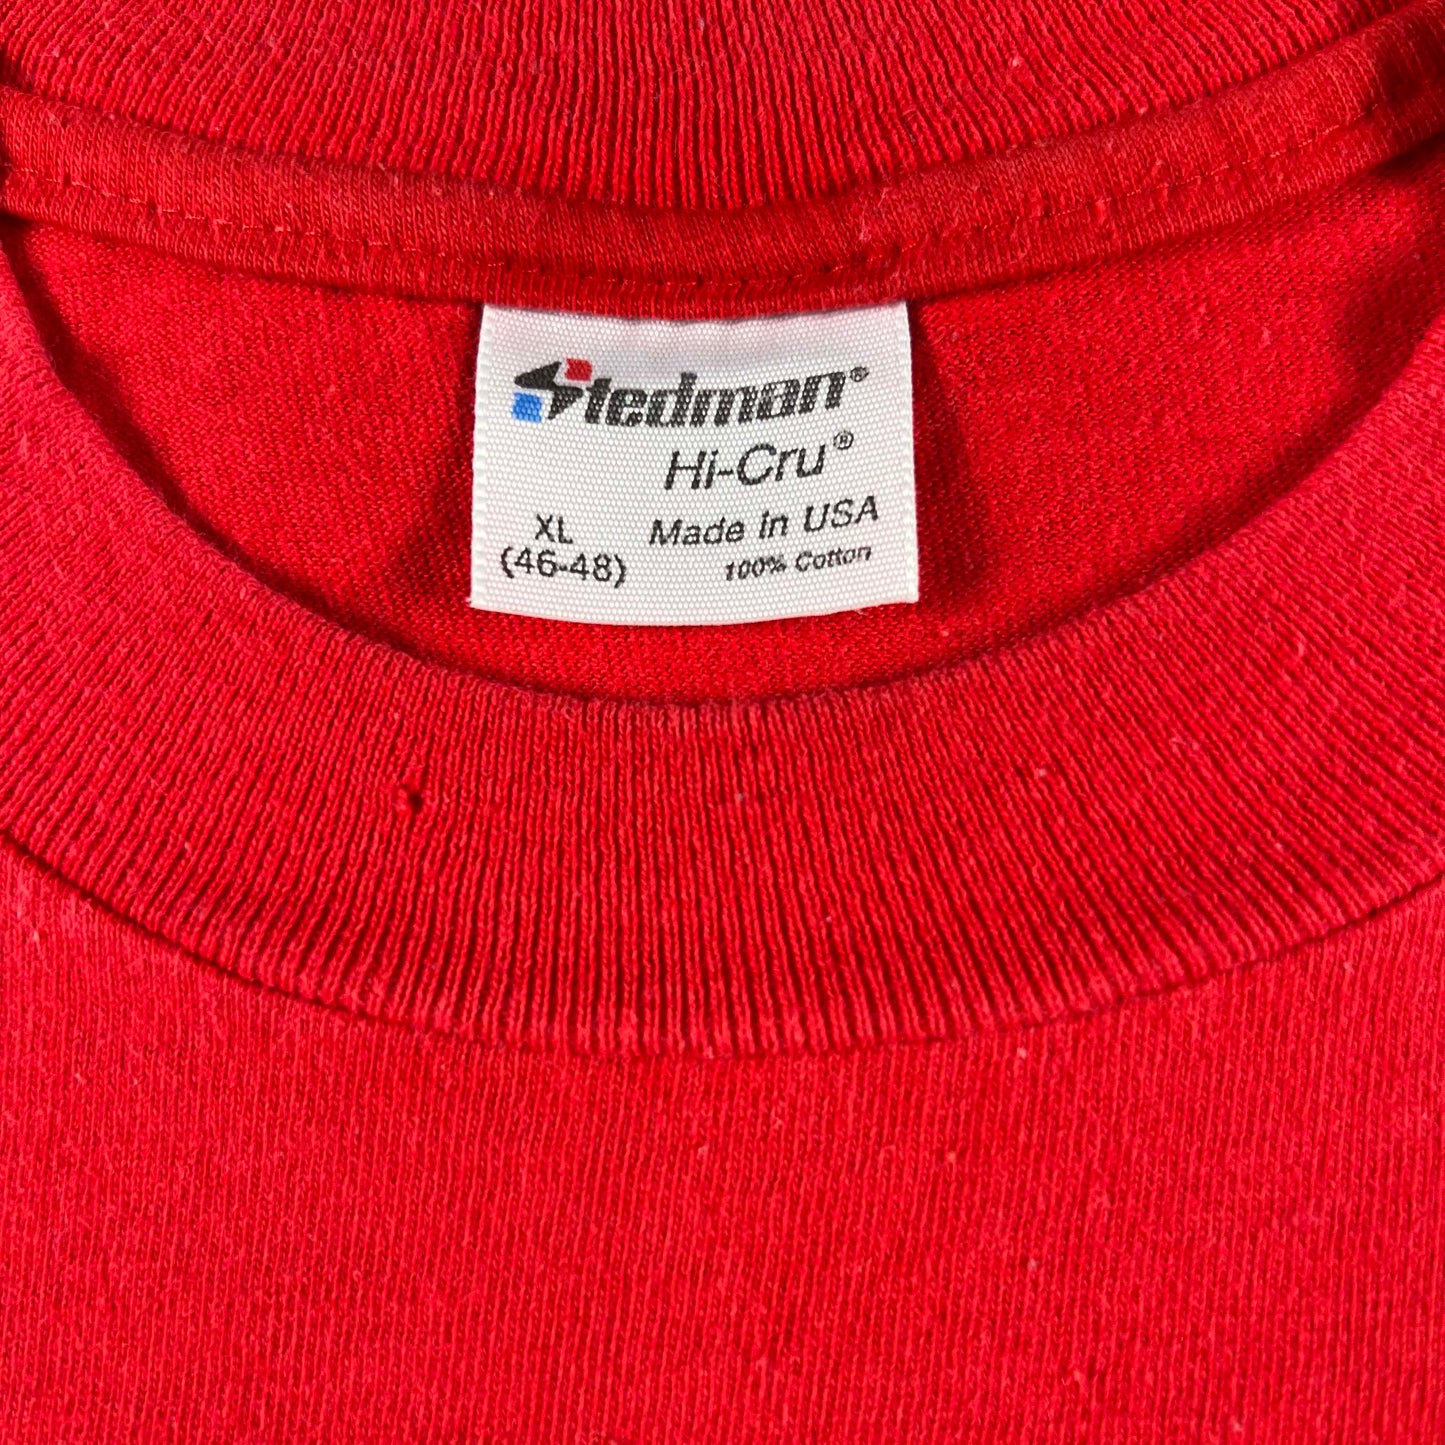 Stedman®
Hi-Cru®
XL Made In USA
(46-48) 100% Cotton